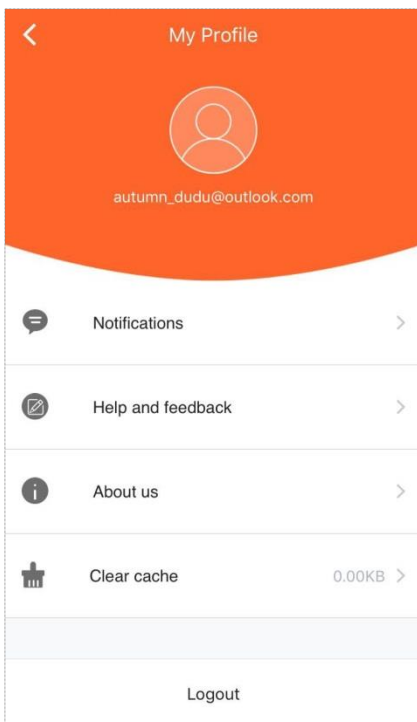 My Profile
autumn_dudu@outlook.com
Notifications
Help and feedback
About us
Clear cache 0.00KB
Logout